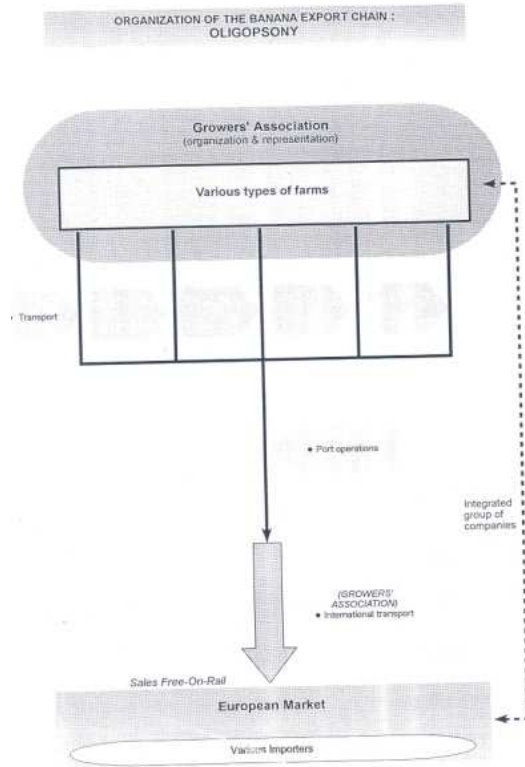 ORGANIZATION OF THE BANANA EXPORT CHAIN :
OLIGOPSONY
Growers' Association
(organization & representation)
Various types of farms
• Transport
• Port operations
Integrated
group of
companies
(GROWERS'
ASSOCIATION)
• International transport
Sales Free-On-Rail
European Market
Various Importers